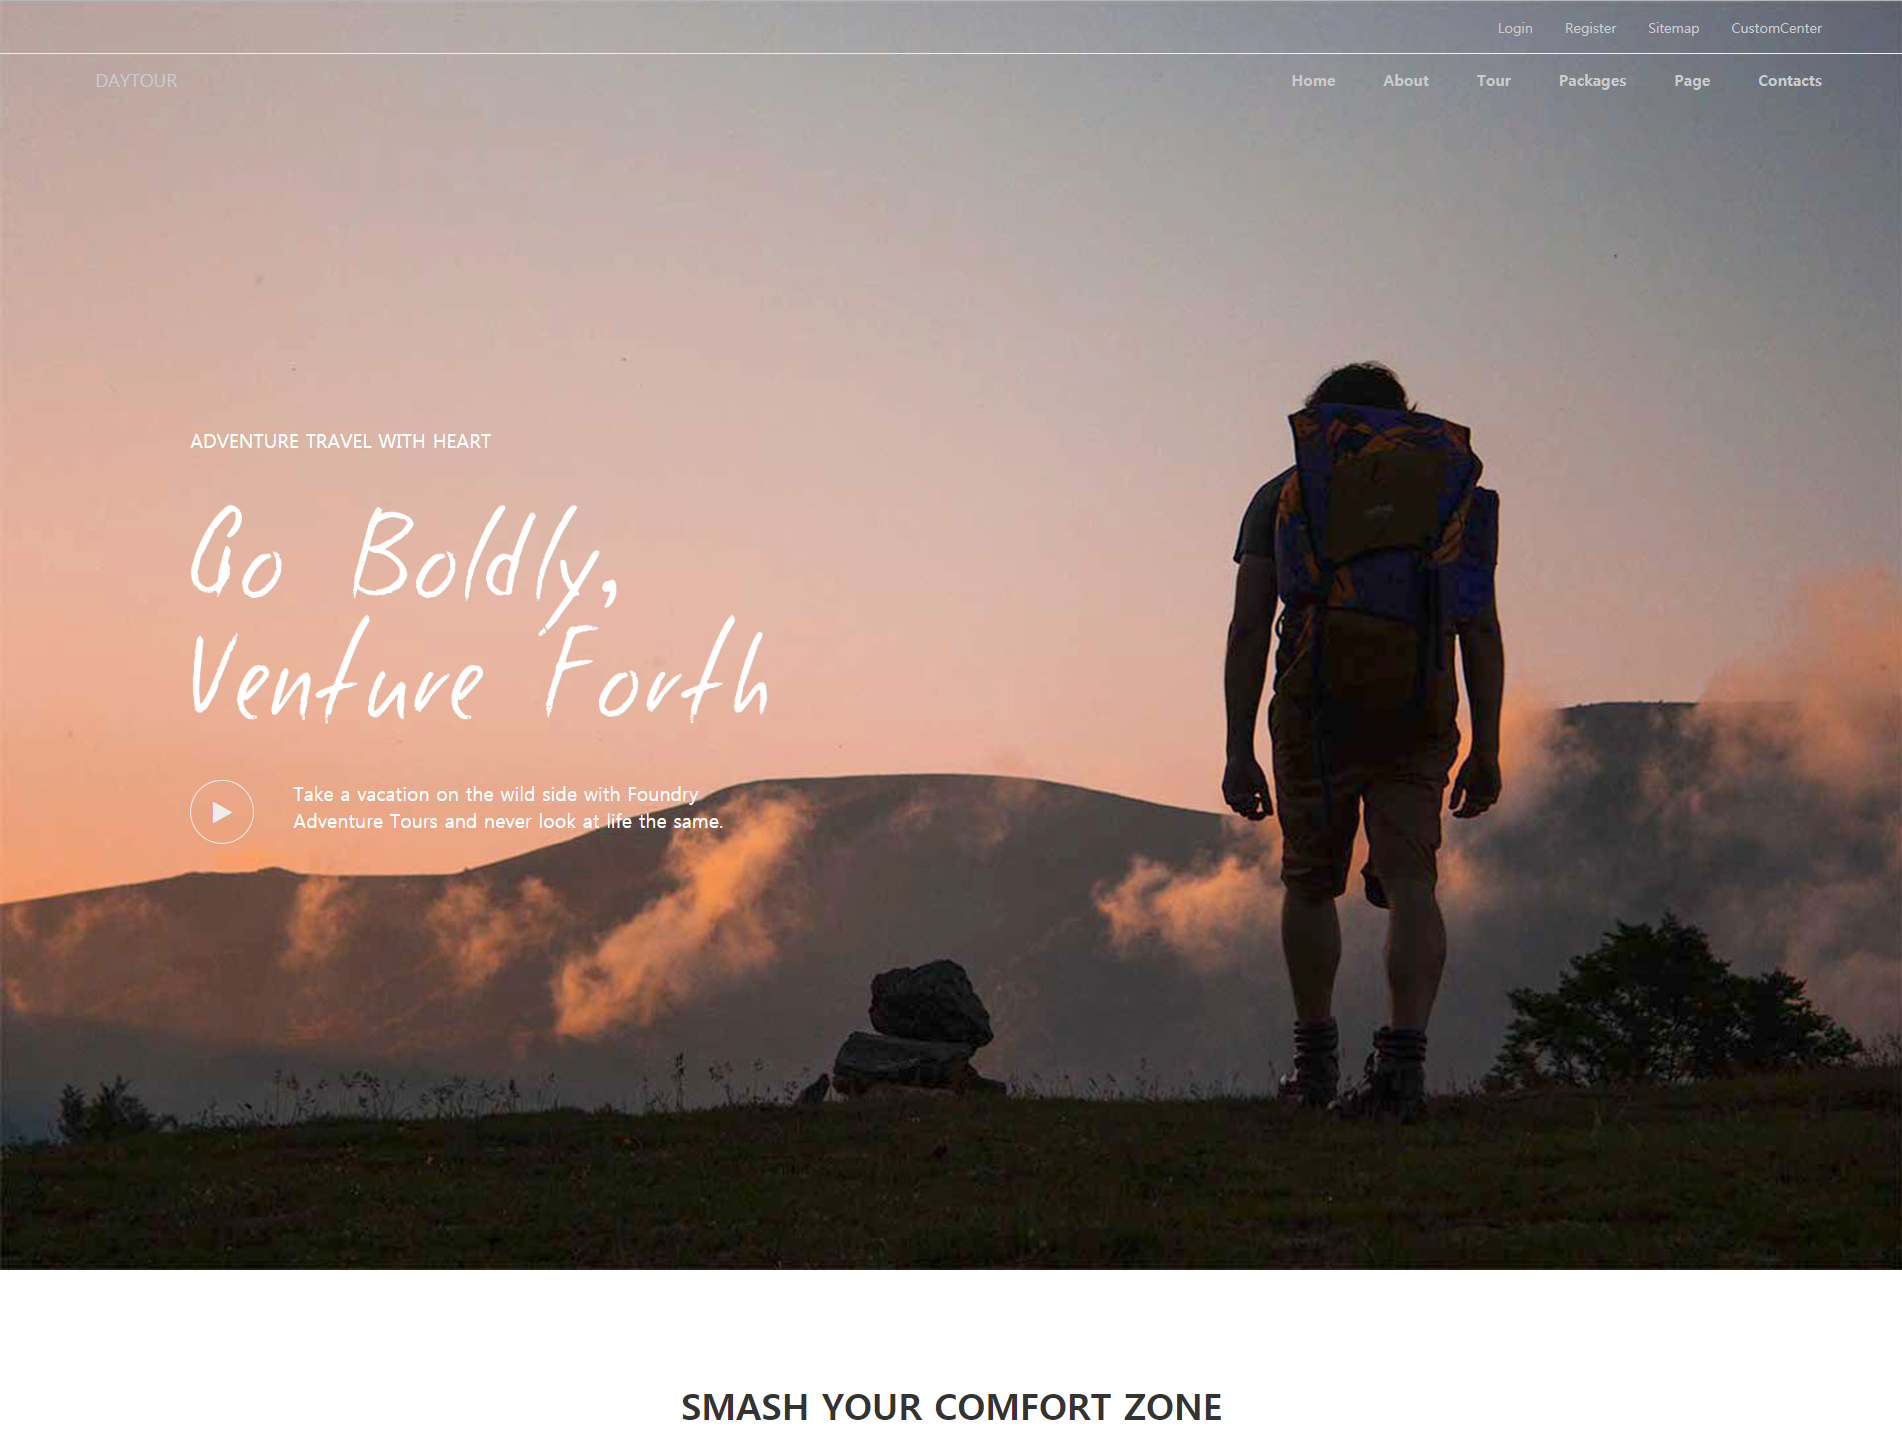 Login Register Sitemap CustomCenter
DAYTOUR Home About Tour Packages Page Contacts
ADVENTURE TRAVEL WITH HEART
Go Boldly,
Venture Forth
Take a vacation on the wild side with Foundry
Adventure Tours and never look at life the same.
SMASH YOUR COMFORT ZONE